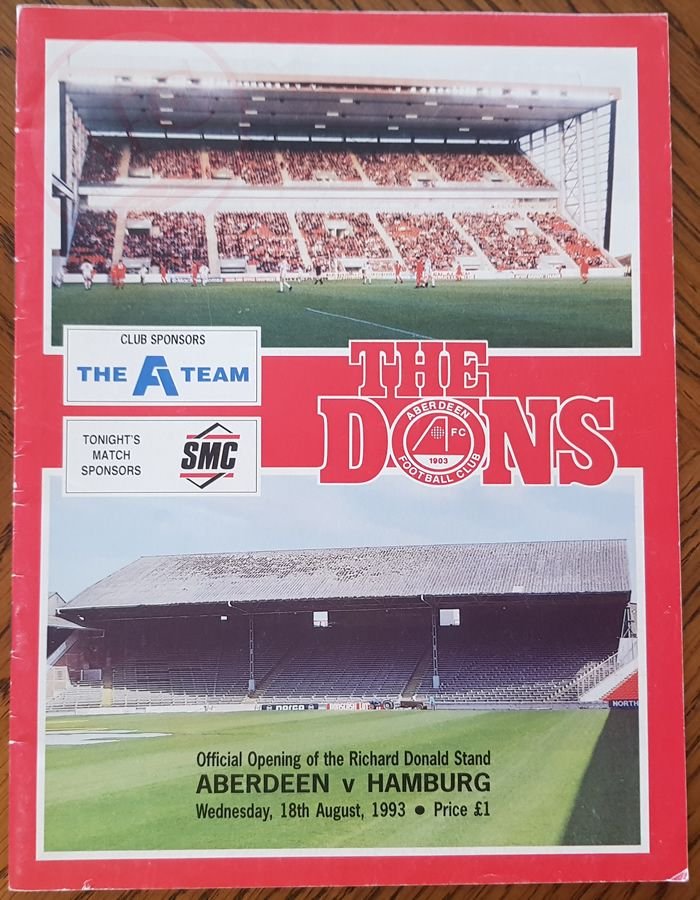 CLUB SPONSORS
THE A TEAM
TONIGHT'S
MATCH
SPONSORS
SMC
THE
DONS
ABERDEEN
FC
1903
FOOTBALL CLUB
NORTH
Official Opening of the Richard Donald Stand
ABERDEEN v HAMBURG
Wednesday, 18th August, 1993 ● Price £1